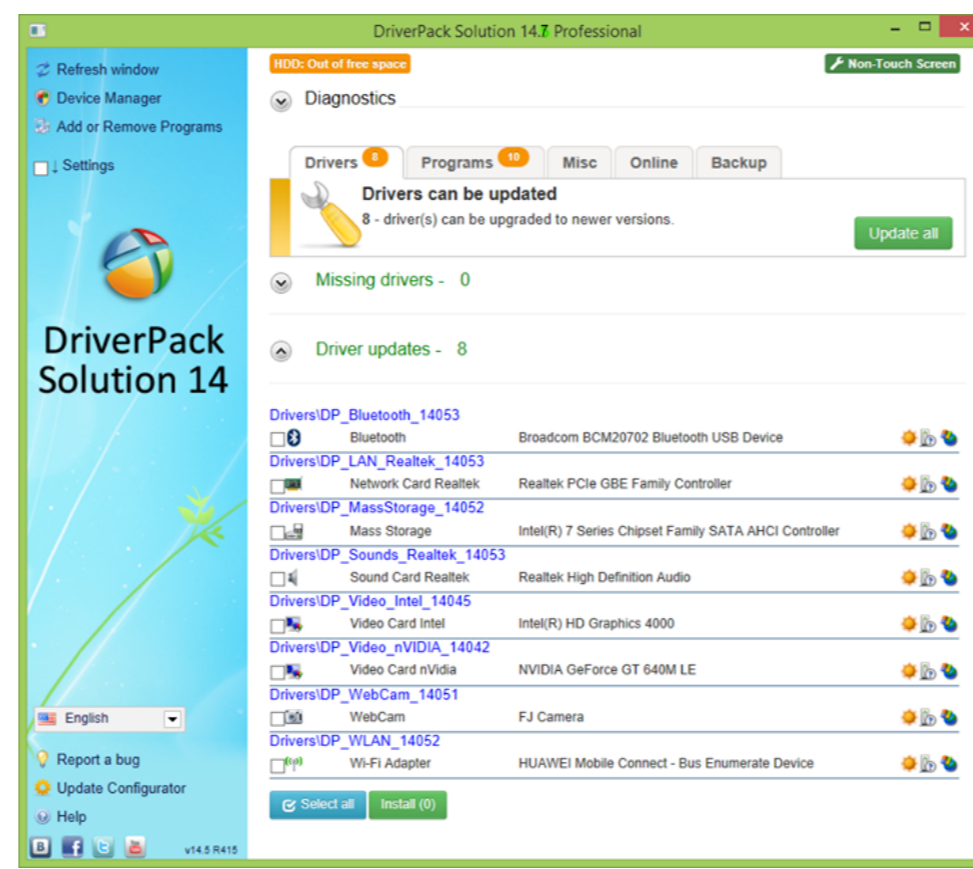 DriverPack Solution 14.7 Professional
Refresh window
Device Manager
Add or Remove Programs
↓ Settings
DriverPack
Solution 14
English
Report a bug
Update Configurator
Help
B f t You
v14.5 R415
HDD: Out of free space
Non-Touch Screen
Diagnostics
Drivers 8 Programs 10 Misc Online Backup
Drivers can be updated
8 - driver(s) can be upgraded to newer versions.
Update all
Missing drivers - 0
Driver updates - 8
Drivers\DP_Bluetooth_14053
Bluetooth Broadcom BCM20702 Bluetooth USB Device
Drivers\DP_LAN_Realtek_14053
Network Card Realtek Realtek PCIe GBE Family Controller
Drivers\DP_MassStorage_14052
Mass Storage Intel(R) 7 Series Chipset Family SATA AHCI Controller
Drivers\DP_Sounds_Realtek_14053
Sound Card Realtek Realtek High Definition Audio
Drivers\DP_Video_Intel_14045
Video Card Intel Intel(R) HD Graphics 4000
Drivers\DP_Video_nVIDIA_14042
Video Card nVidia NVIDIA GeForce GT 640M LE
Drivers\DP_WebCam_14051
WebCam FJ Camera
Drivers\DP_WLAN_14052
Wi-Fi Adapter HUAWEI Mobile Connect - Bus Enumerate Device
Select all Install (0)